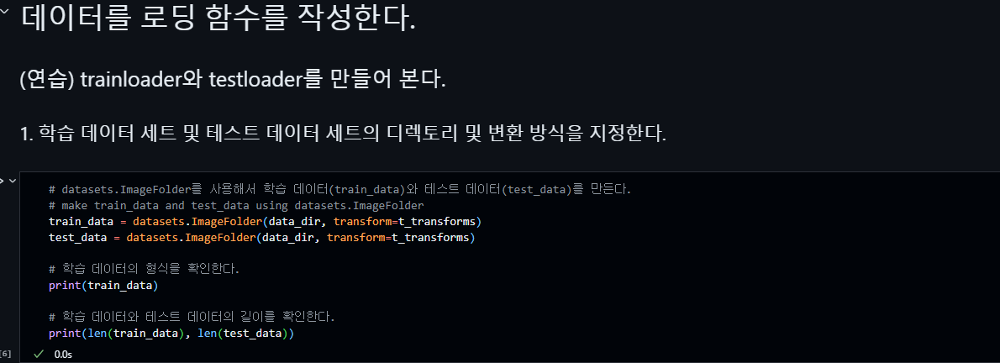 데이터를 로딩 함수를 작성한다.
(연습) trainloader와 testloader를 만들어 본다.
1. 학습 데이터 세트 및 테스트 데이터 세트의 디렉토리 및 변환 방식을 지정한다.
# datasets.ImageFolder를 사용해서 학습 데이터(train_data)와 테스트 데이터(test_data)를 만든다.
# make train_data and test_data using datasets.ImageFolder
train_data = datasets.ImageFolder(data_dir, transform=t_transforms)
test_data = datasets.ImageFolder(data_dir, transform=t_transforms)
# 학습 데이터의 형식을 확인한다.
print(train_data)
# 학습 데이터와 테스트 데이터의 길이를 확인한다.
print(len(train_data), len(test_data))
[6] 0.0s